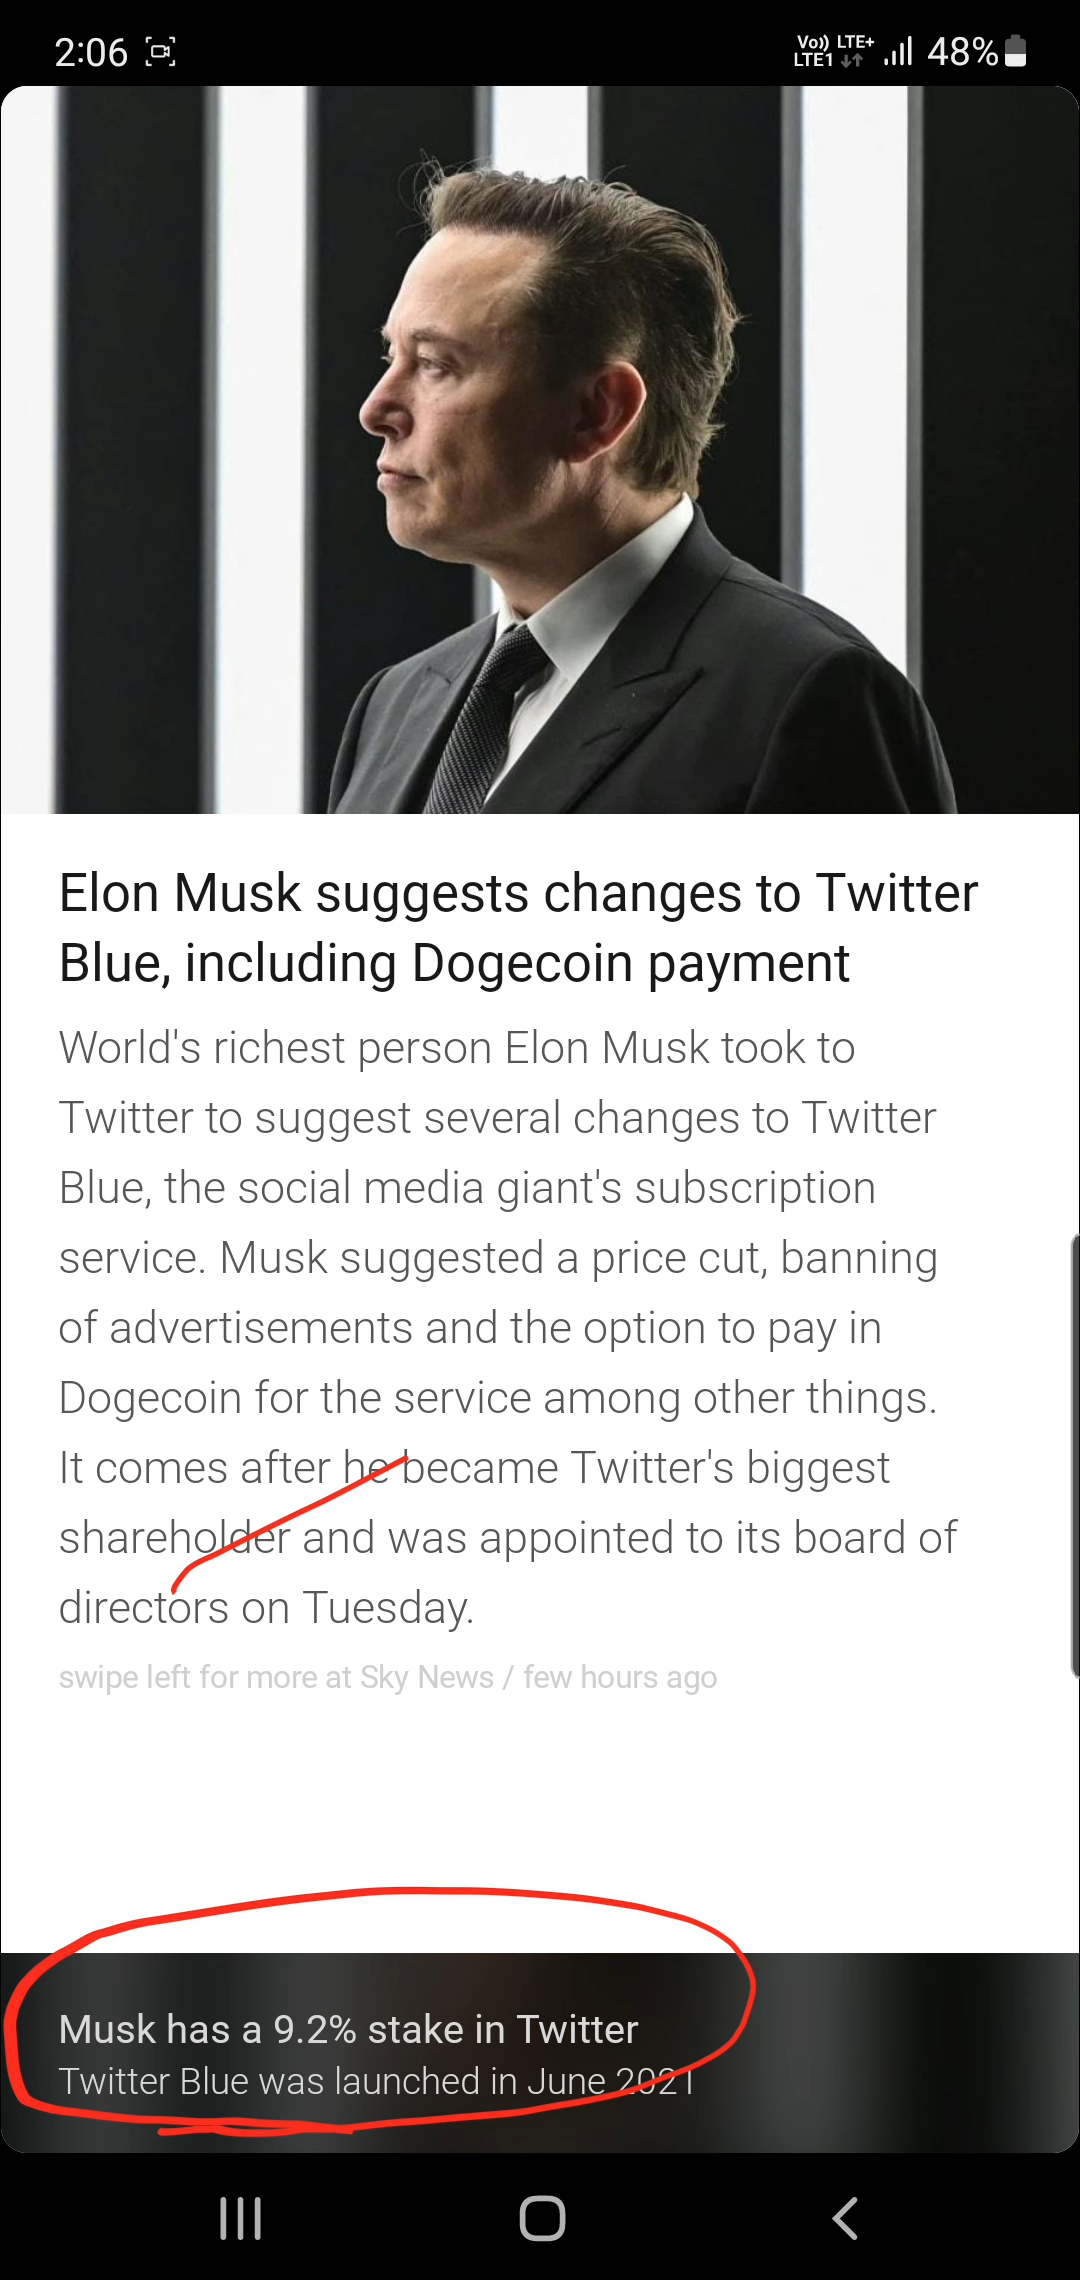 2:06
Vo)) LTE+
LTE1
48%
Elon Musk suggests changes to Twitter
Blue, including Dogecoin payment
World's richest person Elon Musk took to
Twitter to suggest several changes to Twitter
Blue, the social media giant's subscription
service. Musk suggested a price cut, banning
of advertisements and the option to pay in
Dogecoin for the service among other things.
It comes after he became Twitter's biggest
shareholder and was appointed to its board of
directors on Tuesday.
swipe left for more at Sky News / few hours ago
Musk has a 9.2% stake in Twitter
Twitter Blue was launched in June 2021